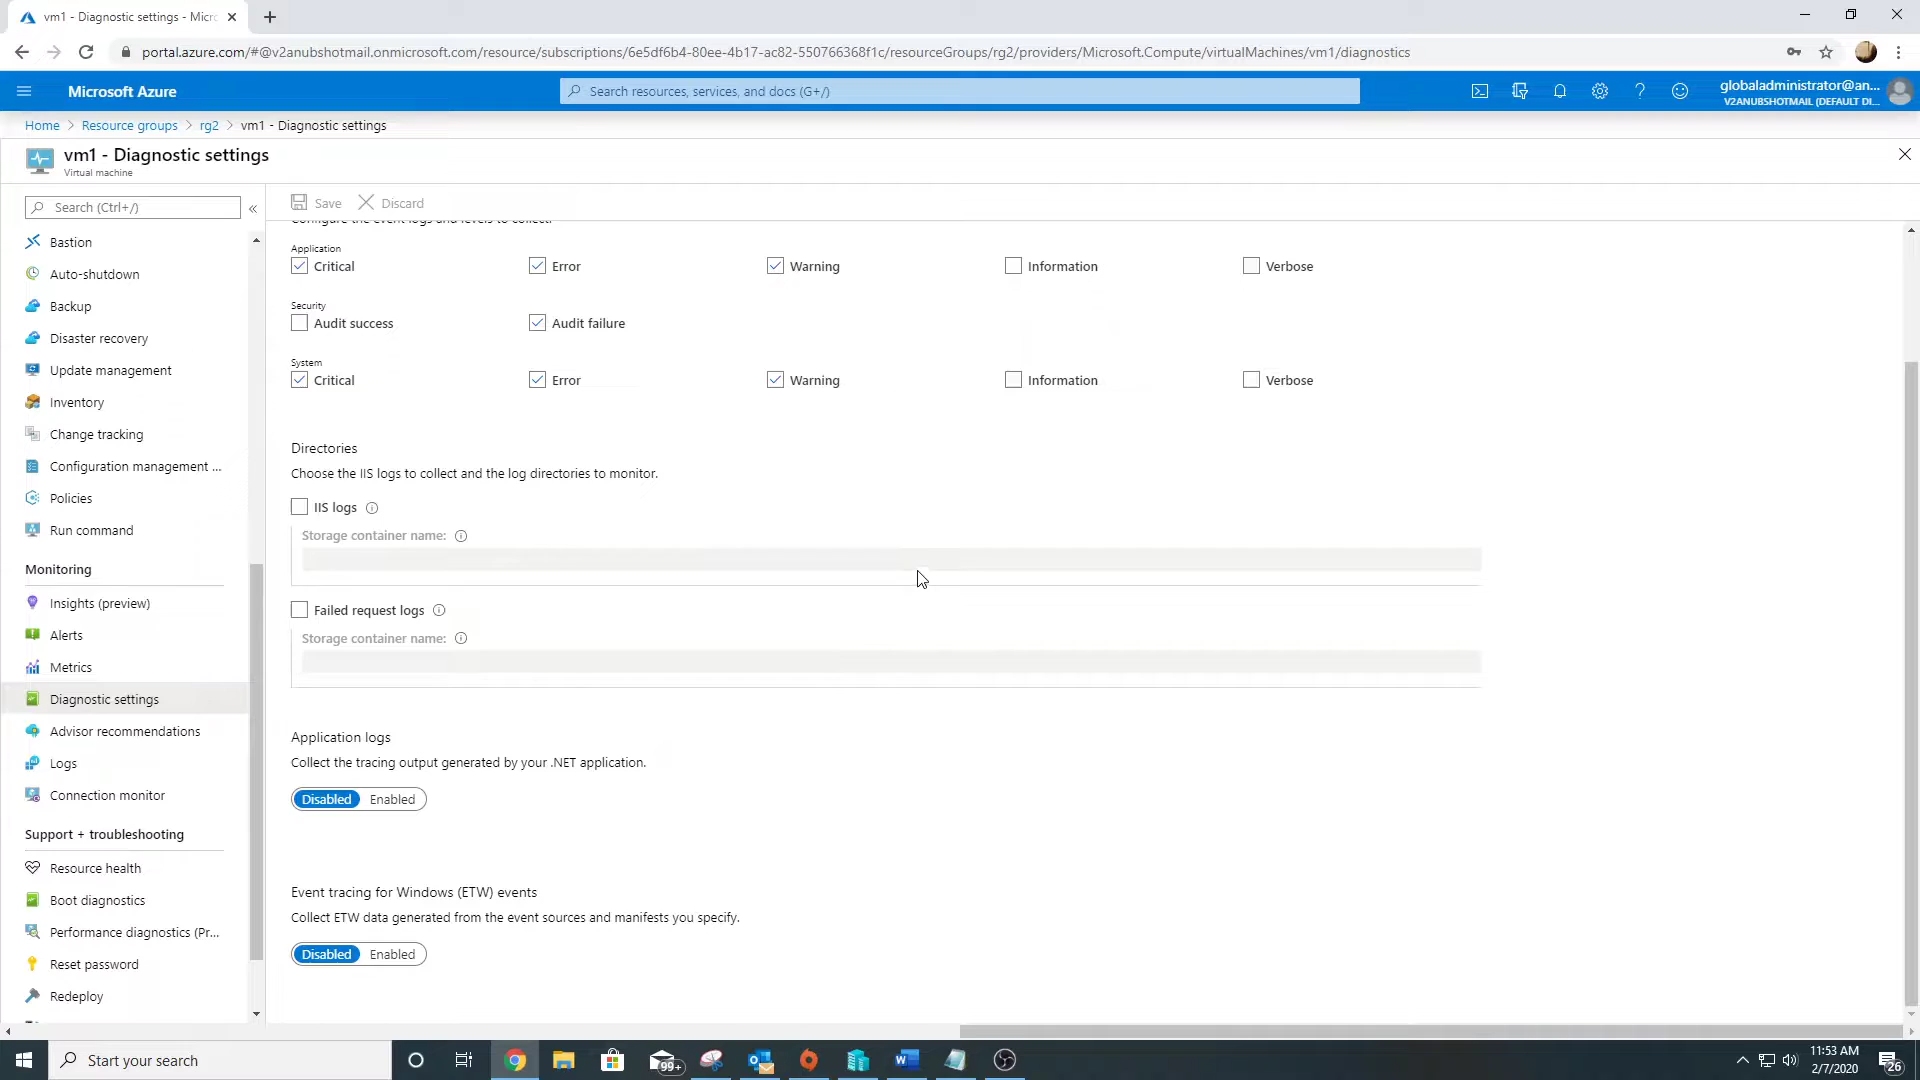 vm1 - Diagnostic settings - Micr
portal.azure.com/#@v2anubshotmail.onmicrosoft.com/resource/subscriptions/6e5df6b4-80ee-4b17-ac82-550766368f1c/resourceGroups/rg2/providers/Microsoft.Compute/virtualMachines/vm1/diagnostics
Microsoft Azure
Search resources, services, and docs (G+/)
globaladministrator@an...
V2ANUBSHOTMAIL (DEFAULT DI...
Home > Resource groups > rg2 > vm1 - Diagnostic settings
vm1 - Diagnostic settings
Virtual machine
Search (Ctrl+/)
«
Bastion
Auto-shutdown
Backup
Disaster recovery
Update management
Inventory
Change tracking
Configuration management ...
Policies
Run command
Monitoring
Insights (preview)
Alerts
Metrics
Diagnostic settings
Advisor recommendations
Logs
Connection monitor
Support + troubleshooting
Resource health
Boot diagnostics
Performance diagnostics (Pr...
Reset password
Redeploy
Save Discard
Configure the event logs and levels to collect.
Application
Critical Error Warning Information Verbose
Security
Audit success Audit failure
System
Critical Error Warning Information Verbose
Directories
Choose the IIS logs to collect and the log directories to monitor.
IIS logs
Storage container name:
Failed request logs
Storage container name:
Application logs
Collect the tracing output generated by your .NET application.
Disabled Enabled
Event tracing for Windows (ETW) events
Collect ETW data generated from the event sources and manifests you specify.
Disabled Enabled
Start your search
99+
11:53 AM
2/7/2020
26